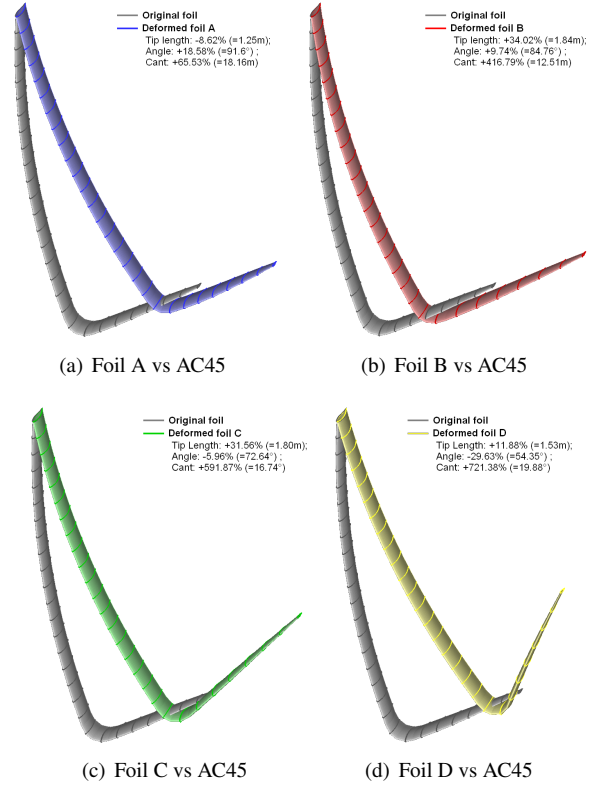 Original foil
Deformed foil A
Tip length: -8.62% (=1.25m);
Angle: +18.58% (=91.6°) ;
Cant: +65.53% (=18.16m)
Original foil
Deformed foil B
Tip length: +34.02% (=1.84m);
Angle: +9.74% (=84.76°) ;
Cant: +416.79% (=12.51m)
(a) Foil A vs AC45
(b) Foil B vs AC45
Original foil
Deformed foil C
Tip Length: +31.56% (=1.80m);
Angle: -5.96% (=72.64°) ;
Cant: +591.87% (=16.74°)
Original foil
Deformed foil D
Tip Length: +11.88% (=1.53m);
Angle: -29.63% (=54.35°) ;
Cant: +721.38% (=19.88°)
(c) Foil C vs AC45
(d) Foil D vs AC45